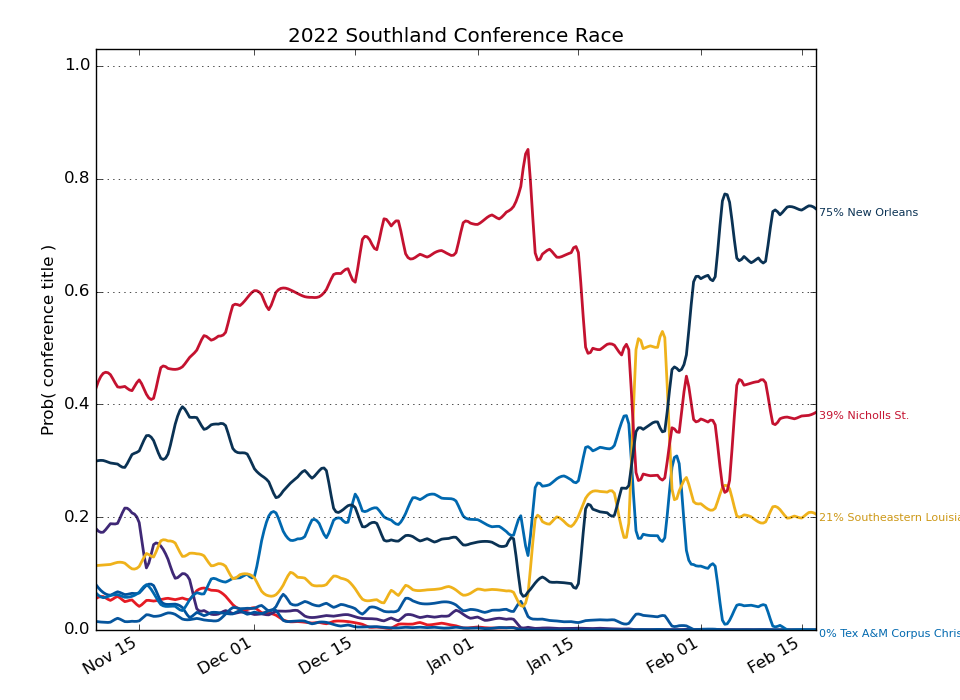 2022 Southland Conference Race
Prob( conference title )
1.0
0.8
0.6
0.4
0.2
0.0
Nov 15
Dec 01
Dec 15
Jan 01
Jan 15
Feb 01
Feb 15
75% New Orleans
39% Nicholls St.
21% Southeastern Louisia
0% Tex A&M Corpus Chris